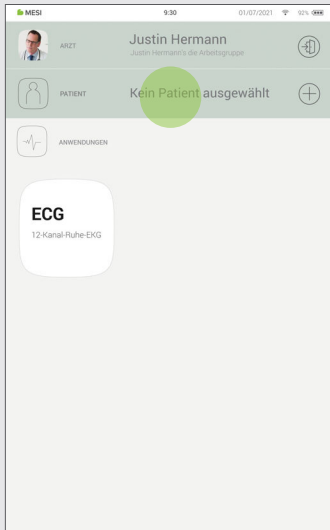 MESI 9:30 01/07/2021 92%
ARZT
Justin Hermann
Justin Hermann's die Arbeitsgruppe
PATIENT
Kein Patient ausgewählt
ANWENDUNGEN
ECG
12-Kanal-Ruhe-EKG